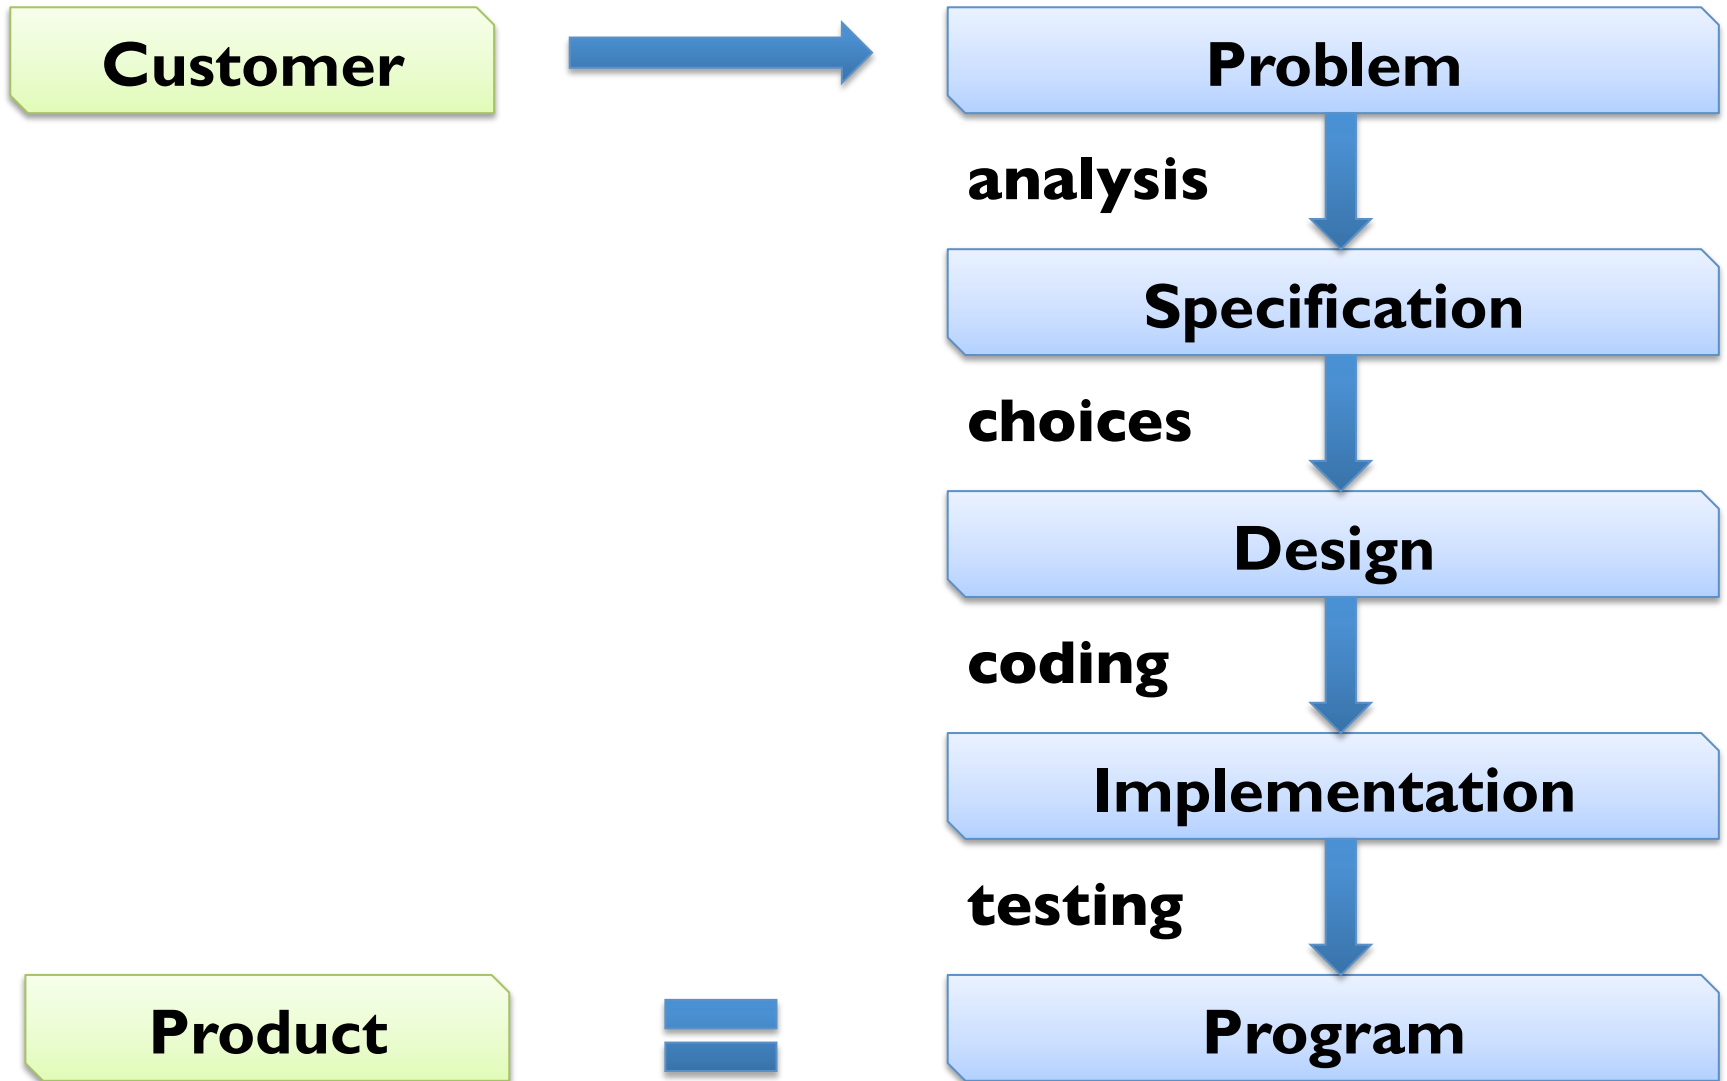 Customer
Problem
analysis
Specification
choices
Design
coding
Implementation
testing
Product
Program